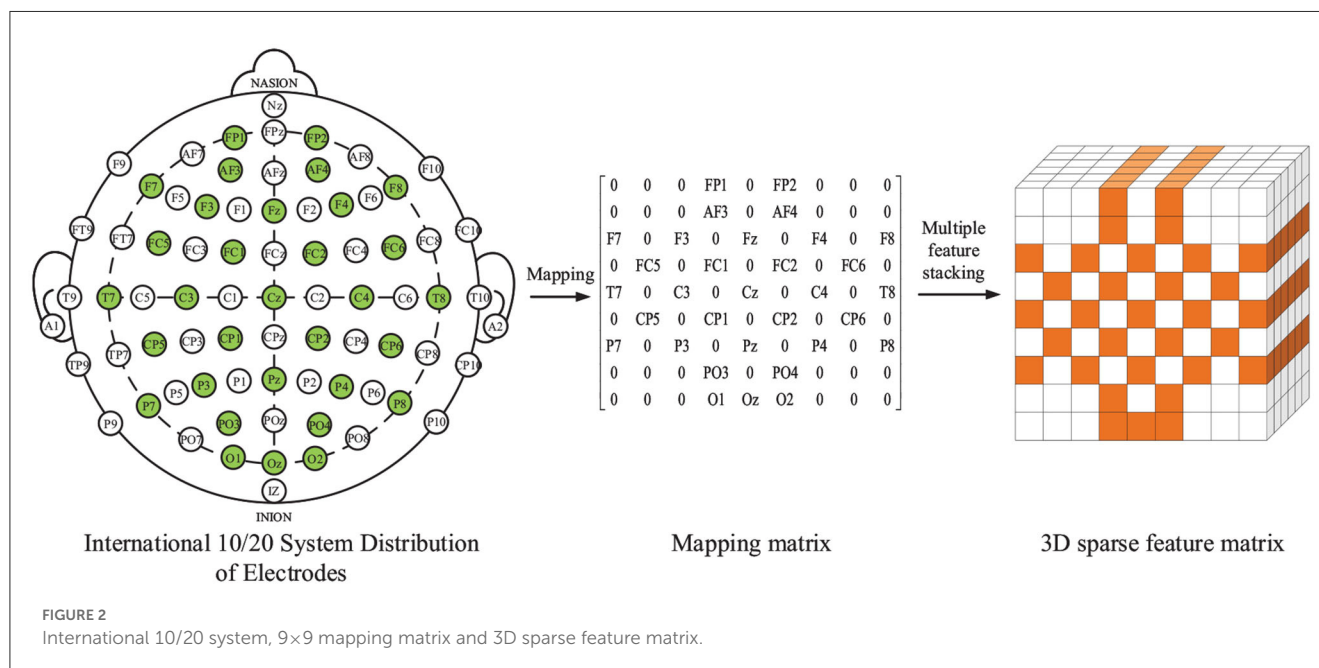 NASION
Nz
FP1 FPz FP2
AF7 AF8
F9 AF3 AFz AF4 F10
F7 F8
F5 F3 F1 Fz F2 F4 F6
FT9 FC10
FT7 FC5 FC3 FC1 FCz FC2 FC4 FC6 FC8
T9 T7 C5 C3 C1 Cz C2 C4 C6 T8 T10
A1 A2
CP5 CP3 CP1 CPz CP2 CP4 CP6
TP7 CP8
TP9 CP10
P5 P3 P1 Pz P2 P4 P6
P7 P8
P9 PO3 POz PO4 P10
PO7 PO8
O1 Oz O2
IZ
INION
International 10/20 System Distribution
of Electrodes
Mapping
0 0 0 FP1 0 FP2 0 0 0
0 0 0 AF3 0 AF4 0 0 0
F7 0 F3 0 Fz 0 F4 0 F8
0 FC5 0 FC1 0 FC2 0 FC6 0
T7 0 C3 0 Cz 0 C4 0 T8
0 CP5 0 CP1 0 CP2 0 CP6 0
P7 0 P3 0 Pz 0 P4 0 P8
0 0 0 PO3 0 PO4 0 0 0
0 0 0 O1 Oz O2 0 0 0
Mapping matrix
Multiple
feature
stacking
3D sparse feature matrix
FIGURE 2
International 10/20 system, 9×9 mapping matrix and 3D sparse feature matrix.